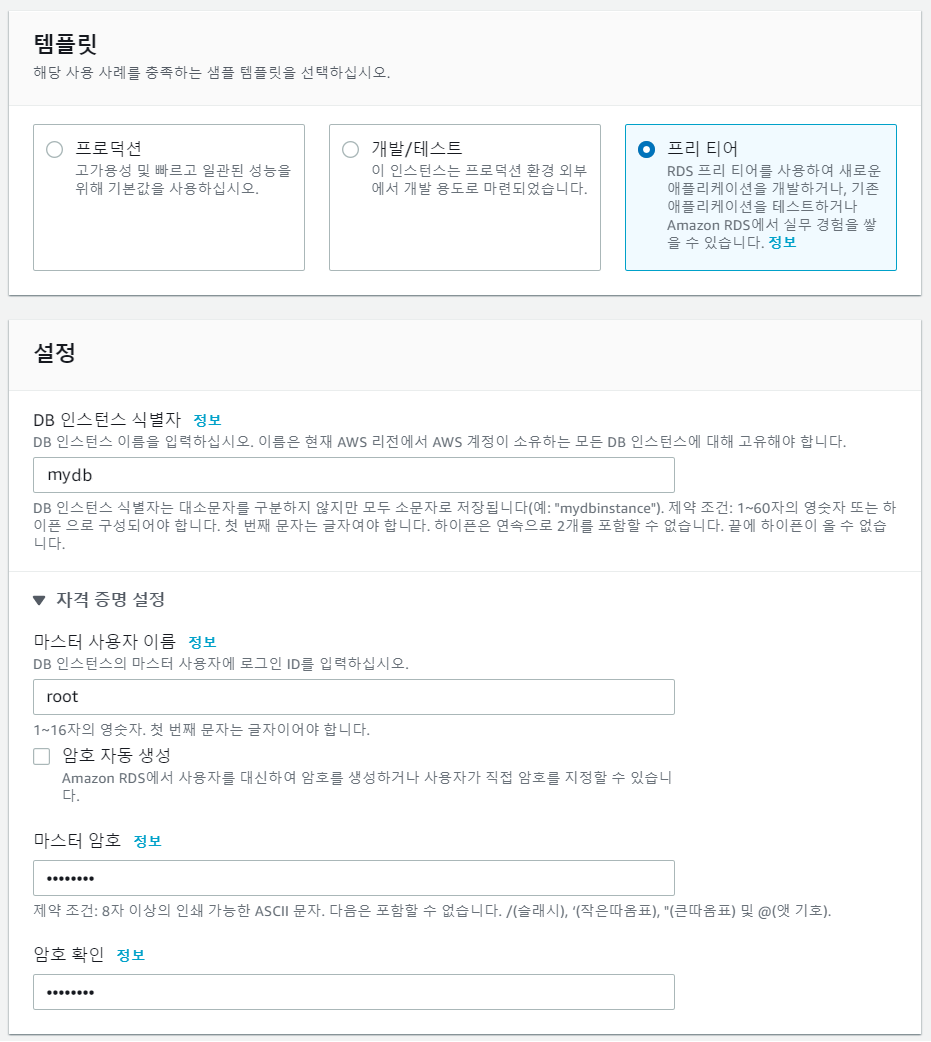 템플릿
해당 사용 사례를 충족하는 샘플 템플릿을 선택하십시오.
프로덕션
고가용성 및 빠르고 일관된 성능을
위해 기본값을 사용하십시오.
개발/테스트
이 인스턴스는 프로덕션 환경 외부
에서 개발 용도로 마련되었습니다.
프리 티어
RDS 프리 티어를 사용하여 새로운
애플리케이션을 개발하거나, 기존
애플리케이션을 테스트하거나
Amazon RDS에서 실무 경험을 쌓
을 수 있습니다. 정보
설정
DB 인스턴스 식별자 정보
DB 인스턴스 이름을 입력하십시오. 이름은 현재 AWS 리전에서 AWS 계정이 소유하는 모든 DB 인스턴스에 대해 고유해야 합니다.
mydb
DB 인스턴스 식별자는 대소문자를 구분하지 않지만 모두 소문자로 저장됩니다(예: "mydbinstance"). 제약 조건: 1~60자의 영숫자 또는 하
이픈 으로 구성되어야 합니다. 첫 번째 문자는 글자여야 합니다. 하이픈은 연속으로 2개를 포함할 수 없습니다. 끝에 하이픈이 올 수 없습
니다.
자격 증명 설정
마스터 사용자 이름 정보
DB 인스턴스의 마스터 사용자에 로그인 ID를 입력하십시오.
root
1~16자의 영숫자. 첫 번째 문자는 글자이어야 합니다.
암호 자동 생성
Amazon RDS에서 사용자를 대신하여 암호를 생성하거나 사용자가 직접 암호를 지정할 수 있습니
다.
마스터 암호 정보
••••••••
제약 조건: 8자 이상의 인쇄 가능한 ASCII 문자. 다음은 포함할 수 없습니다. /(슬래시), '(작은따옴표), "(큰따옴표) 및 @(앳 기호).
암호 확인 정보
••••••••